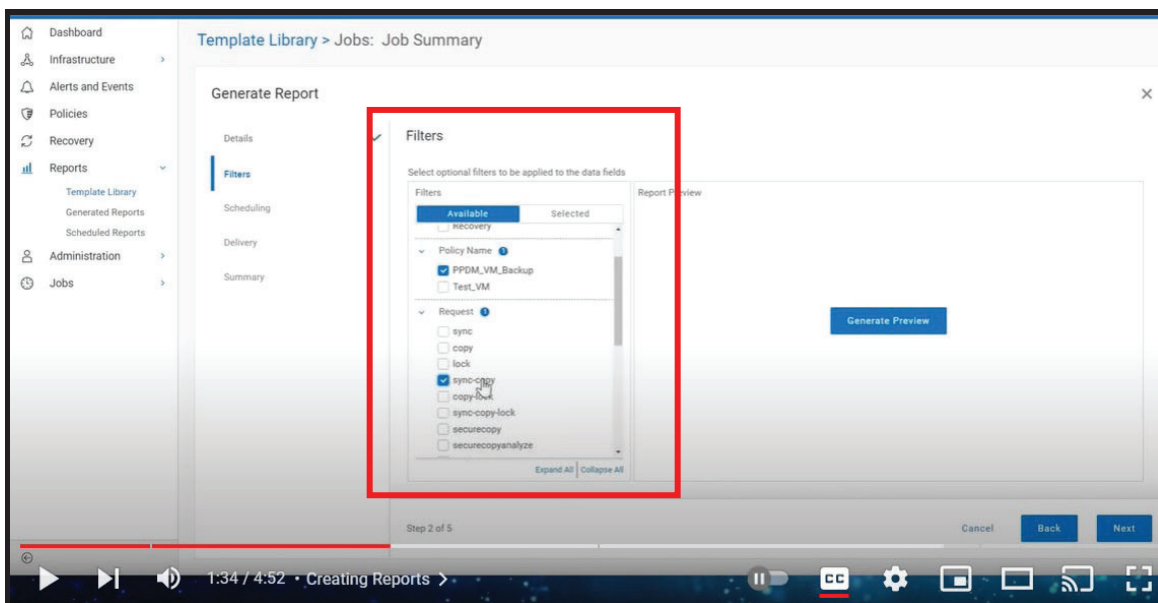 Dashboard
Infrastructure
Alerts and Events
Policies
Recovery
Reports
Template Library
Generated Reports
Scheduled Reports
Administration
Jobs
Template Library > Jobs: Job Summary
Generate Report
Details
Filters
Scheduling
Delivery
Summary
Filters
Select optional filters to be applied to the data fields
Filters
Available Selected
Recovery
Policy Name 1
PPDM_VM_Backup
Test_VM
Request 1
sync
copy
lock
sync-copy
copy-lock
sync-copy-lock
securecopy
securecopyanalyze
Expand All Collapse All
Report Preview
Generate Preview
Step 2 of 5
Cancel Back Next
1:34 / 4:52 • Creating Reports >
CC